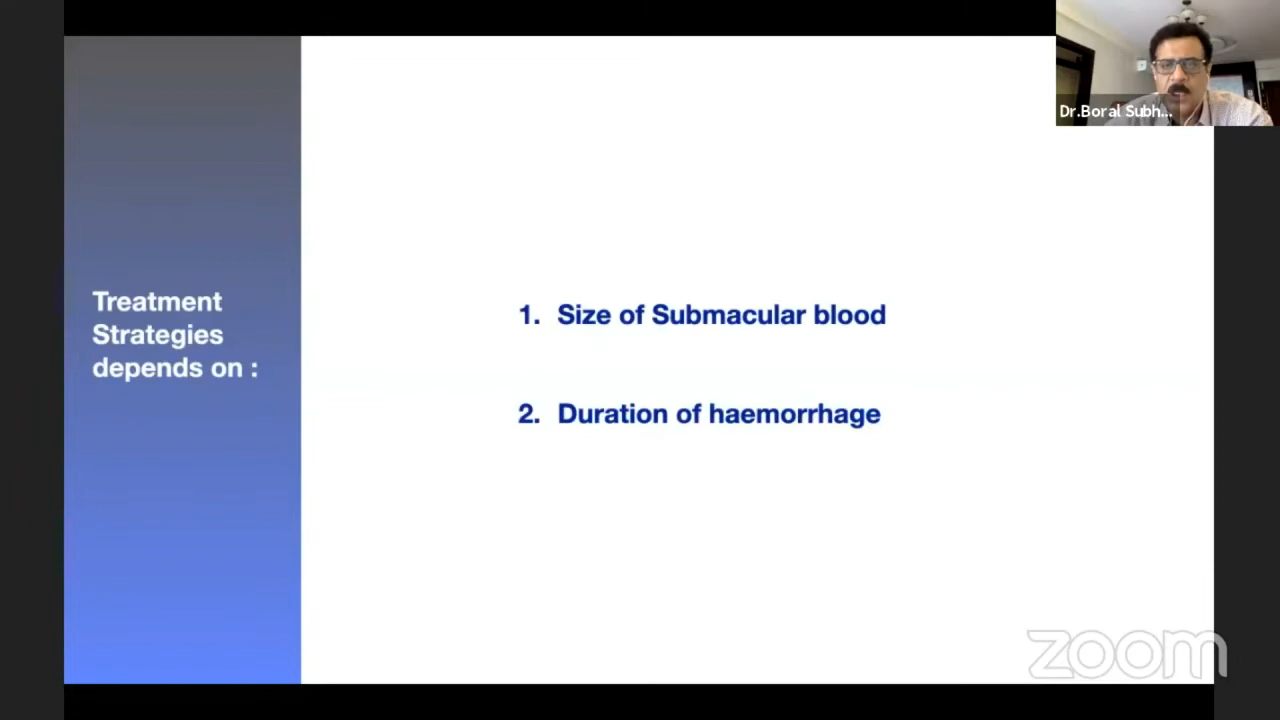 Dr.Boral Subh...
Treatment
Strategies
depends on :
1. Size of Submacular blood
2. Duration of haemorrhage
zoom